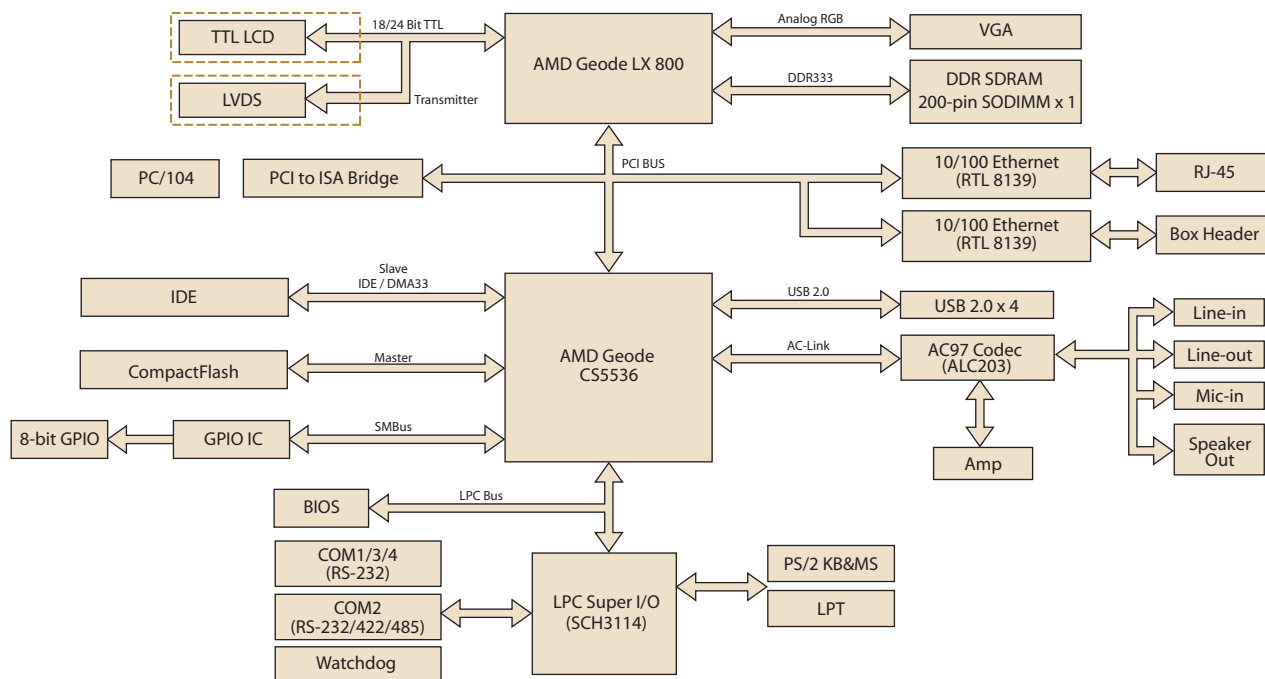 TTL LCD
18/24 Bit TTL
AMD Geode LX 800
Analog RGB
VGA
LVDS
Transmitter
DDR333
DDR SDRAM
200-pin SODIMM x 1
PC/104
PCI to ISA Bridge
PCI BUS
10/100 Ethernet
(RTL 8139)
RJ-45
10/100 Ethernet
(RTL 8139)
Box Header
IDE
Slave
IDE / DMA33
AMD Geode
CS5536
USB 2.0
USB 2.0 x 4
Line-in
CompactFlash
Master
AC-Link
AC97 Codec
(ALC203)
Line-out
Mic-in
8-bit GPIO
GPIO IC
SMBus
Amp
Speaker
Out
BIOS
LPC Bus
COM1/3/4
(RS-232)
COM2
(RS-232/422/485)
Watchdog
LPC Super I/O
(SCH3114)
PS/2 KB&MS
LPT